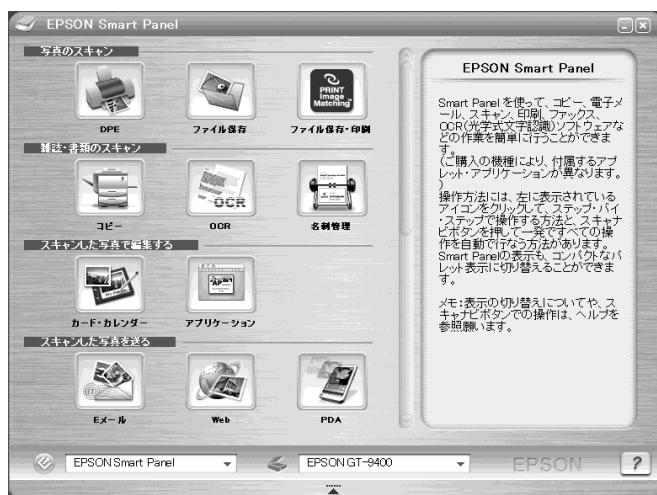 EPSON Smart Panel
写真のスキャン
PRINT
Image
Matching
DPE
ファイル保存
ファイル保存・印刷
雑誌・書類のスキャン
OCR
コピー
OCR
名刺管理
スキャンした写真で編集する
カード・カレンダー
アプリケーション
スキャンした写真を送る
Eメール
Web
PDA
EPSON Smart Panel
Smart Panel を使って、コピー、電子メ
ール、スキャン、印刷、ファックス、
OCR(光学式文字認識)ソフトウェアな
どの作業を簡単に行うことができま
す。
(ご購入の機種により、付属するアプ
レット・アプリケーションが異なります。
)
操作方法には、左に表示されている
アイコンをクリックして、ステップ・バイ
・ステップで操作する方法と、スキャナ
ビボタンを押して一発ですべての操
作を自動で行なう方法があります。
Smart Panelの表示も、コンパクトなパ
レット表示に切り替えることができま
す。
メモ:表示の切り替えについてや、ス
キャナビボタンでの操作は、ヘルプを
参照願います。
EPSON Smart Panel
EPSON GT-9400
EPSON
?